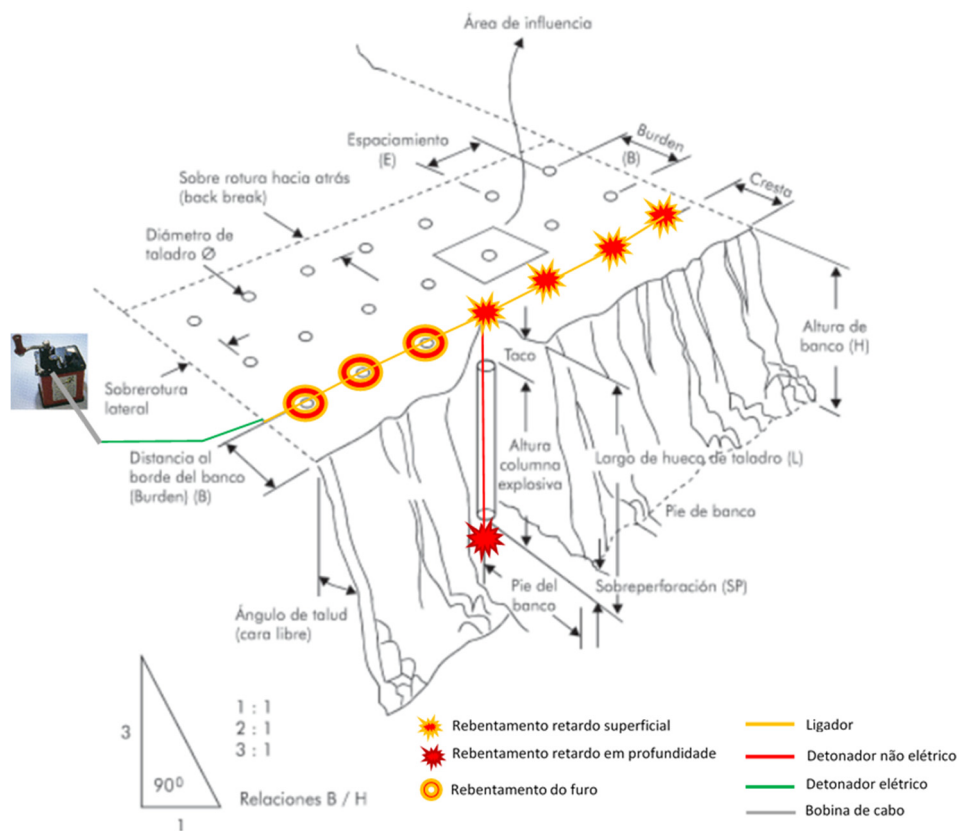 Área de influencia
Espaciamiento
(E)
Burden
(B)
Cresta
Sobre rotura hacia atrás
(back break)
Diámetro de
taladro Ø
Altura de
banco (H)
Taco
Sobrerotura
lateral
Distancia al
borde del banco
(Burden) (B)
Altura
columna
explosiva
Largo de hueco de taladro (L)
Pie de banco
Pie del
banco
Sobreperforación (SP)
Ángulo de talud
(cara libre)
3
90⁰
1
1 : 1
2 : 1
3 : 1
Relaciones B / H
Rebentamento retardo superficial
Rebentamento retardo em profundidade
Rebentamento do furo
Ligador
Detonador não elétrico
Detonador elétrico
Bobina de cabo